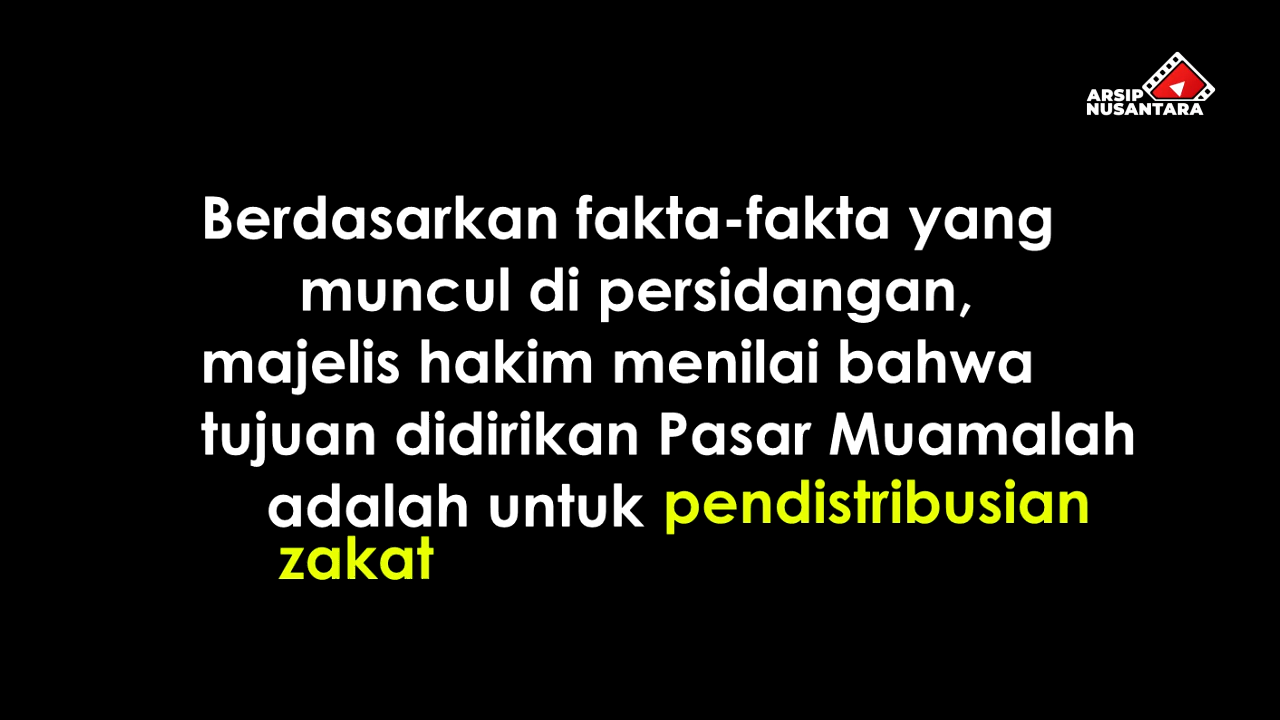 ARSIP
NUSANTARA
Berdasarkan fakta-fakta yang
muncul di persidangan,
majelis hakim menilai bahwa
tujuan didirikan Pasar Muamalah
adalah untuk pendistribusian
zakat